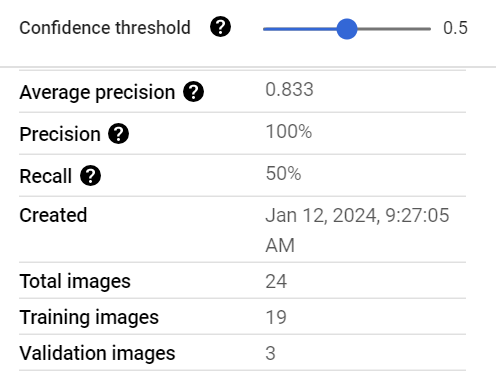 Confidence threshold ? 0.5
Average precision ? 0.833
Precision ? 100%
Recall ? 50%
Created Jan 12, 2024, 9:27:05
AM
Total images 24
Training images 19
Validation images 3